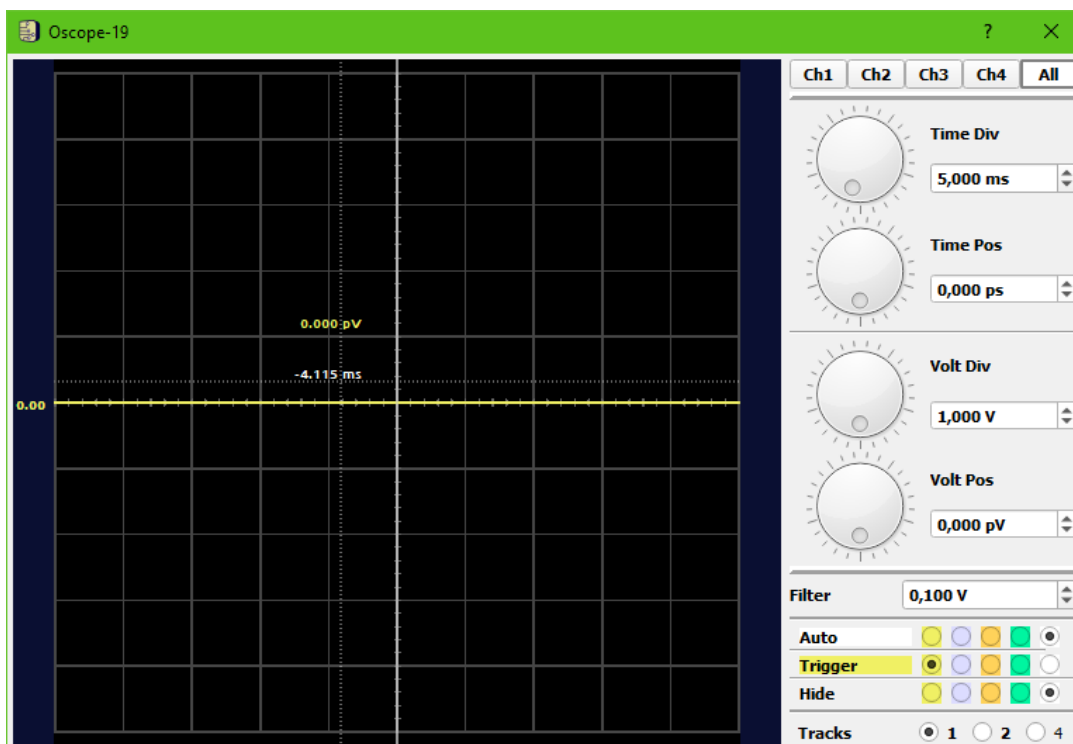 Oscope-19 ?
Ch1 Ch2 Ch3 Ch4 All
Time Div
5,000 ms
Time Pos
0,000 ps
0.000 pV
Volt Div
-4.115 ms
0.00
1,000 V
Volt Pos
0,000 pV
Filter 0,100 V
Auto
Trigger
Hide
Tracks 1 2 4